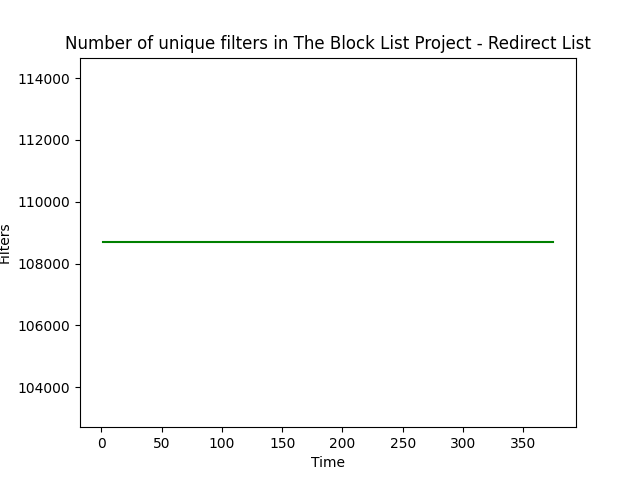 Number of unique filters in The Block List Project - Redirect List
114000
112000
110000
108000
106000
104000
Filters
0 50 100 150 200 250 300 350
Time